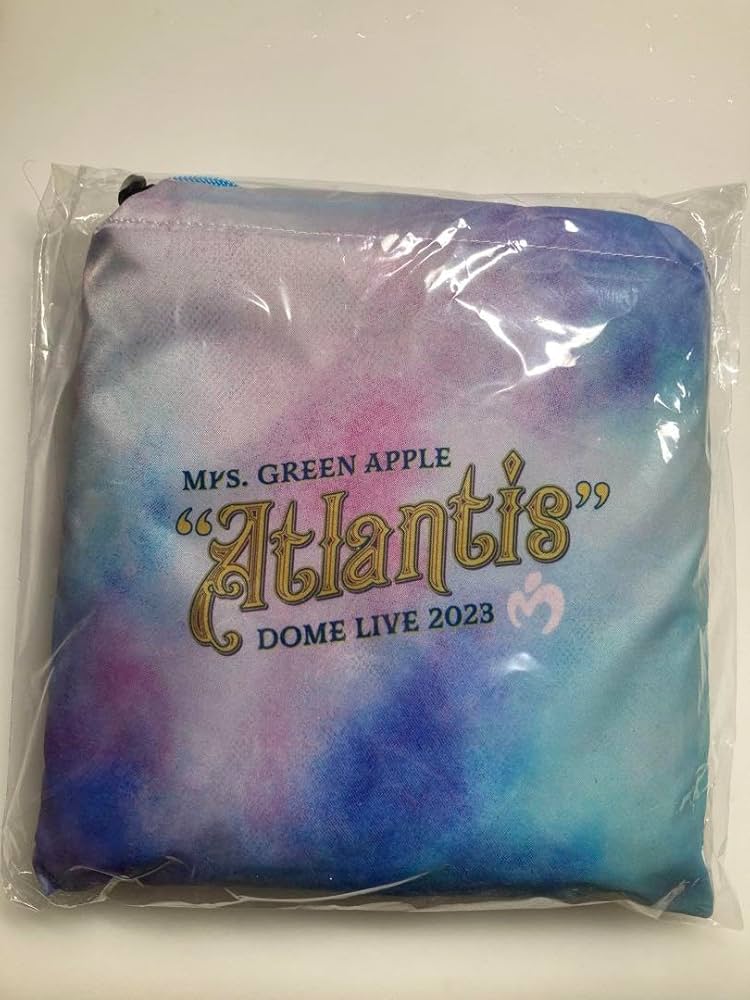 Mrs. GREEN APPLE
“Atlantis”
DOME LIVE 2023